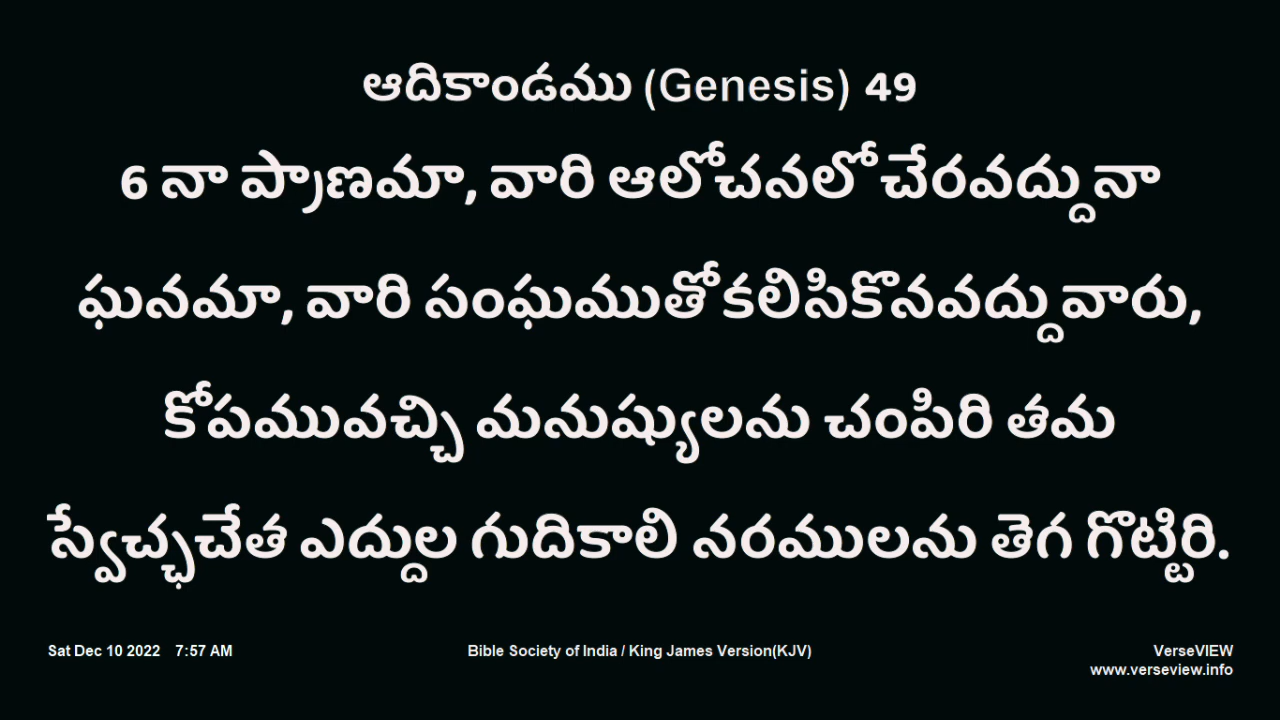 ఆదికాండము (Genesis) 49
6 నా ప్రాణమా, వారి ఆలోచనలో చేరవద్దు నా
ఘనమా, వారి సంఘముతో కలిసికొనవద్దు వారు,
కోపమువచ్చి మనుష్యులను చంపిరి తమ
స్వేచ్ఛచేత ఎద్దుల గుదికాలి నరములను తెగ గొట్టిరి.
Sat Dec 10 2022 7:57 AM
Bible Society of India / King James Version(KJV)
VerseVIEW
www.verseview.info